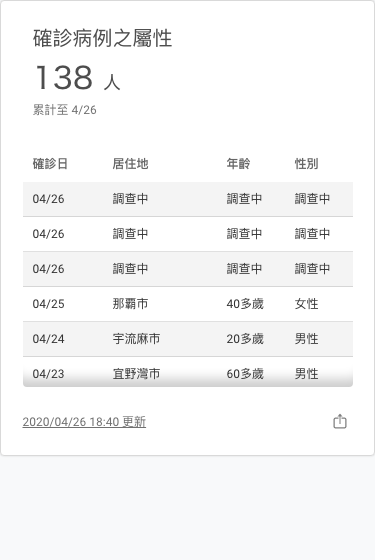 確診病例之屬性
138 人
累計至 4/26
確診日 居住地 年齡 性別
04/26 調查中 調查中 調查中
04/26 調查中 調查中 調查中
04/26 調查中 調查中 調查中
04/25 那覇市 40多歲 女性
04/24 宇流麻市 20多歲 男性
04/23 宜野灣市 60多歲 男性
2020/04/26 18:40 更新